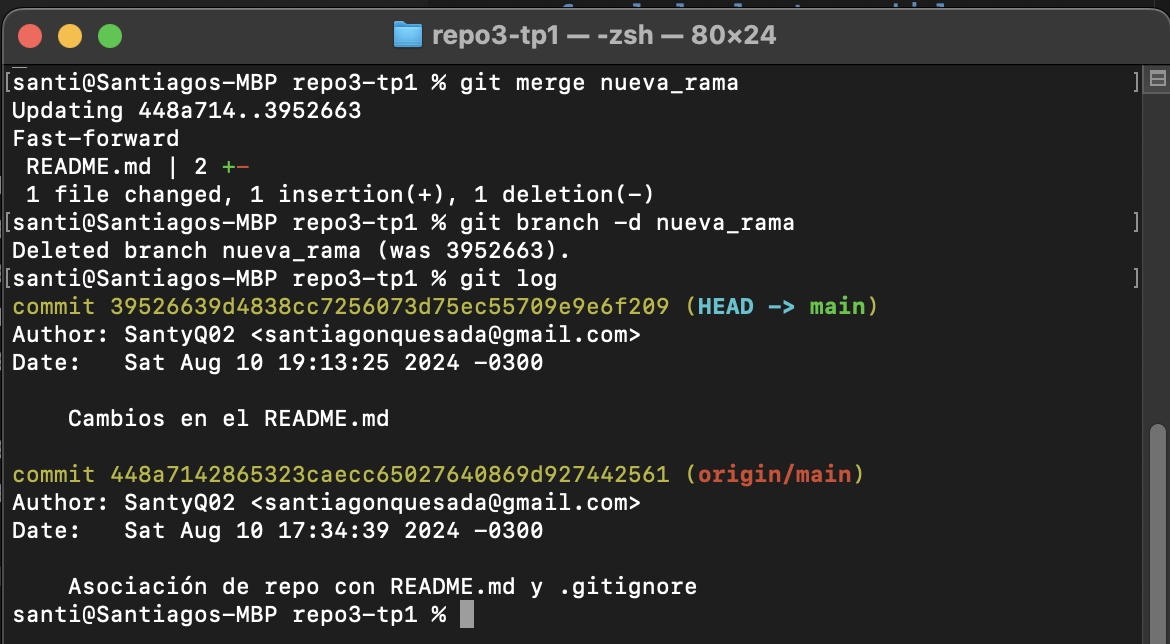 repo3-tp1 — -zsh — 80×24
[santi@Santiagos-MBP repo3-tp1 % git merge nueva_rama ]
Updating 448a714..3952663
Fast-forward
 README.md | 2 +-
 1 file changed, 1 insertion(+), 1 deletion(-)
[santi@Santiagos-MBP repo3-tp1 % git branch -d nueva_rama ]
Deleted branch nueva_rama (was 3952663).
[santi@Santiagos-MBP repo3-tp1 % git log ]
commit 39526639d4838cc7256073d75ec55709e9e6f209 (HEAD -> main)
Author: SantyQ02 <santiagonquesada@gmail.com>
Date:   Sat Aug 10 19:13:25 2024 -0300
    Cambios en el README.md
commit 448a7142865323caecc65027640869d927442561 (origin/main)
Author: SantyQ02 <santiagonquesada@gmail.com>
Date:   Sat Aug 10 17:34:39 2024 -0300
    Asociación de repo con README.md y .gitignore
santi@Santiagos-MBP repo3-tp1 %